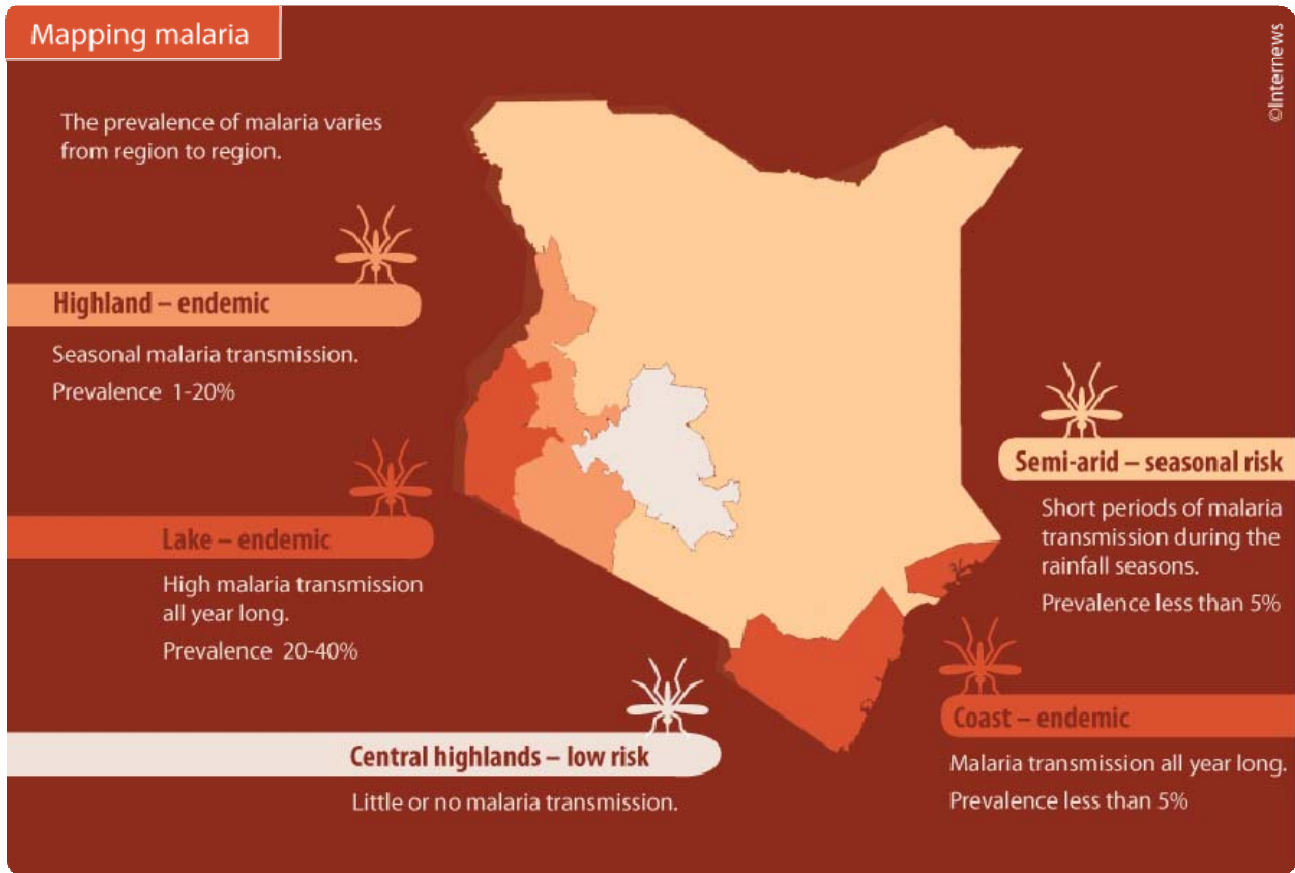 Mapping malaria
©Internews
The prevalence of malaria varies
from region to region.
Highland – endemic
Seasonal malaria transmission.
Prevalence 1-20%
Lake – endemic
High malaria transmission
all year long.
Prevalence 20-40%
Central highlands – low risk
Little or no malaria transmission.
Semi-arid – seasonal risk
Short periods of malaria
transmission during the
rainfall seasons.
Prevalence less than 5%
Coast – endemic
Malaria transmission all year long.
Prevalence less than 5%